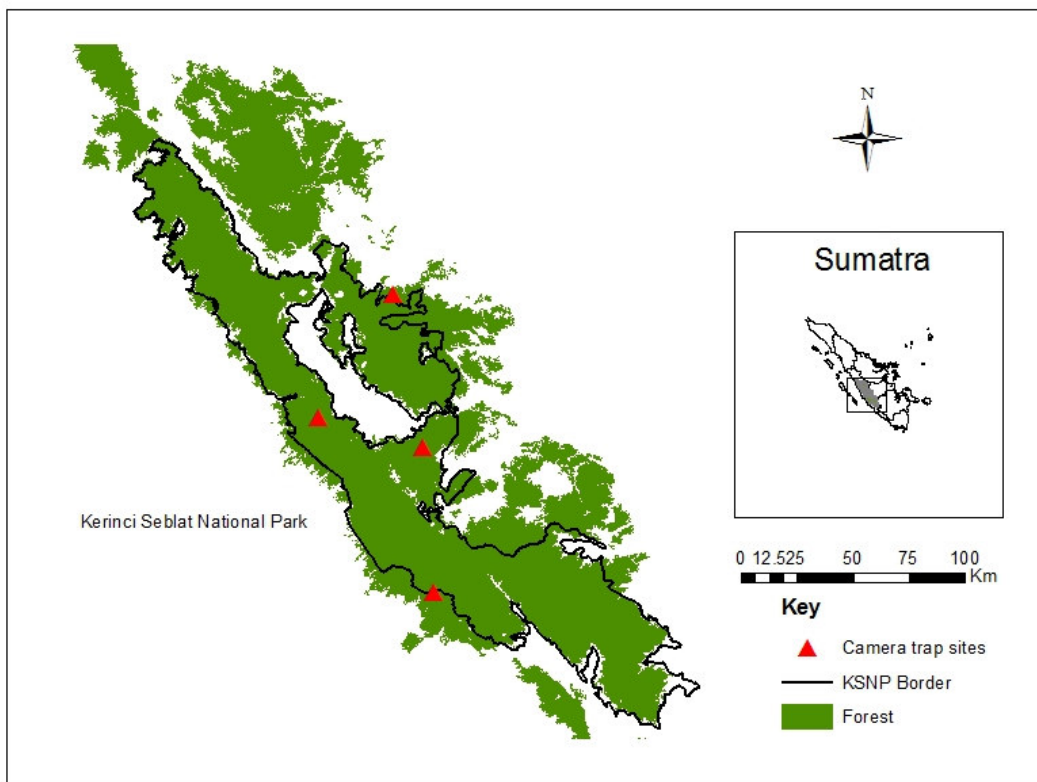 N
Sumatra
Kerinci Seblat National Park
0 12.525 50 75 100
Km
Key
Camera trap sites
KSNP Border
Forest